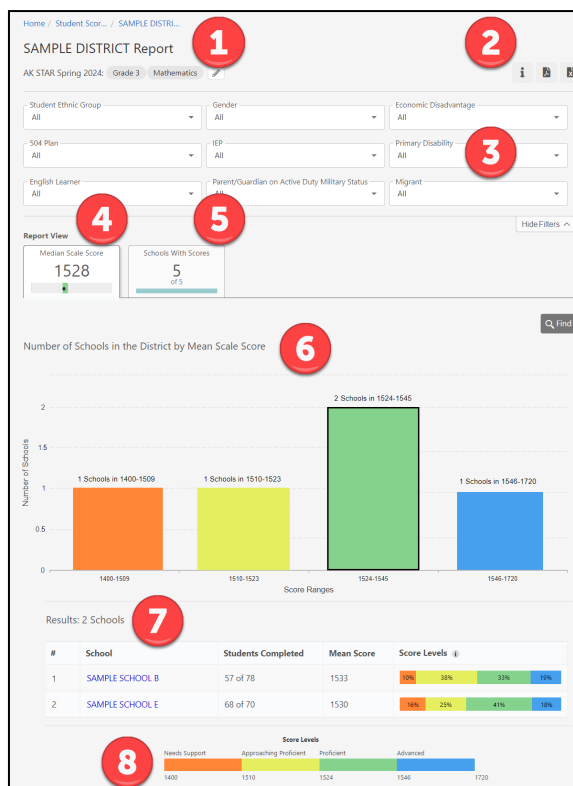 Home / Student Scor... / SAMPLE DISTRI...
SAMPLE DISTRICT Report
1
2
AK STAR Spring 2024: Grade 3 Mathematics
Student Ethnic Group
All
Gender
All
Economic Disadvantage
All
504 Plan
All
IEP
All
Primary Disability
All
3
English Learner
All
Parent/Guardian on Active Duty Military Status
All
Migrant
All
4
5
Hide Filters
Report View
Median Scale Score
1528
Schools With Scores
5
of 5
Find
Number of Schools in the District by Mean Scale Score
6
Number of Schools
2
1.5
1
0.5
0
1 Schools in 1400-1509
1 Schools in 1510-1523
2 Schools in 1524-1545
1 Schools in 1546-1720
1400-1509 1510-1523 1524-1545 1546-1720
Score Ranges
Results: 2 Schools
7
# School Students Completed Mean Score Score Levels
1 SAMPLE SCHOOL B 57 of 78 1533 10% 38% 33% 19%
2 SAMPLE SCHOOL E 68 of 70 1530 16% 25% 41% 18%
8
Score Levels
Needs Support Approaching Proficient Proficient Advanced
1400 1510 1524 1546 1720